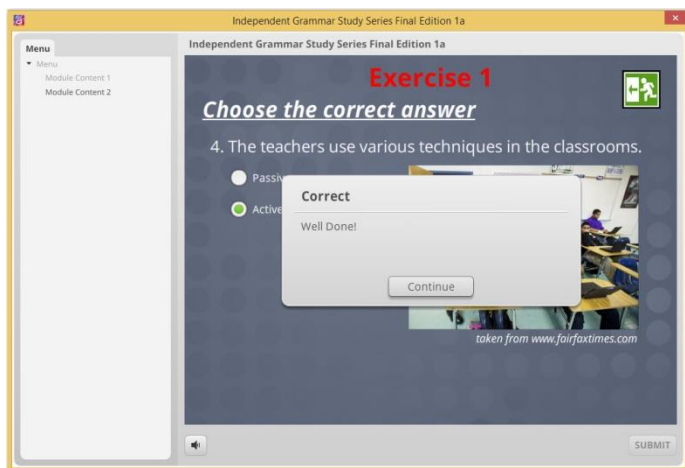 Independent Grammar Study Series Final Edition 1a
Menu
Independent Grammar Study Series Final Edition 1a
Menu
Module Content 1
Module Content 2
Exercise 1
Choose the correct answer
4. The teachers use various techniques in the classrooms.
Active
Correct
Well Done!
Continue
taken from www.fairfaxtimes.com
SUBMIT